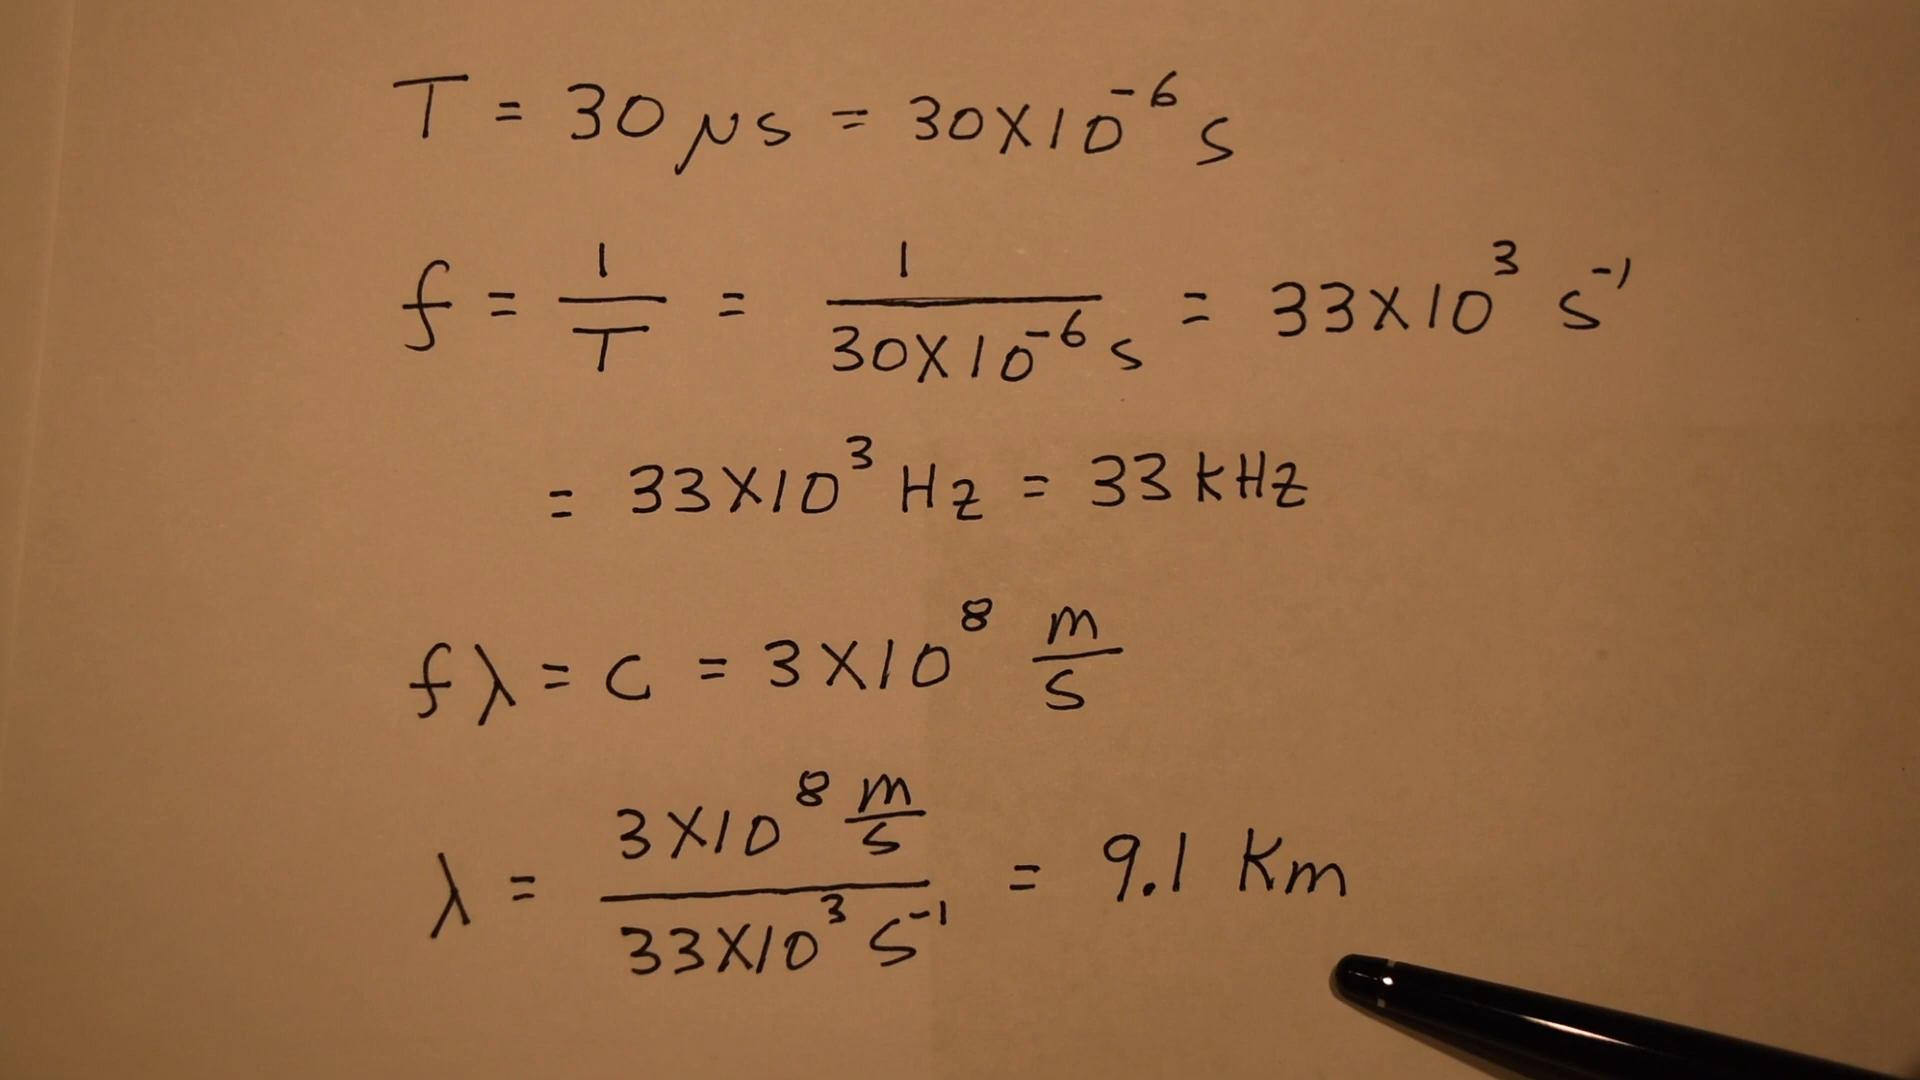 T = 30 μs = 30×10⁻⁶ s
f = 1/T = 1/(30×10⁻⁶ s) = 33×10³ s⁻¹
= 33×10³ Hz = 33 kHz
fλ = c = 3×10⁸ m/s
λ = (3×10⁸ m/s)/(33×10³ s⁻¹) = 9.1 Km